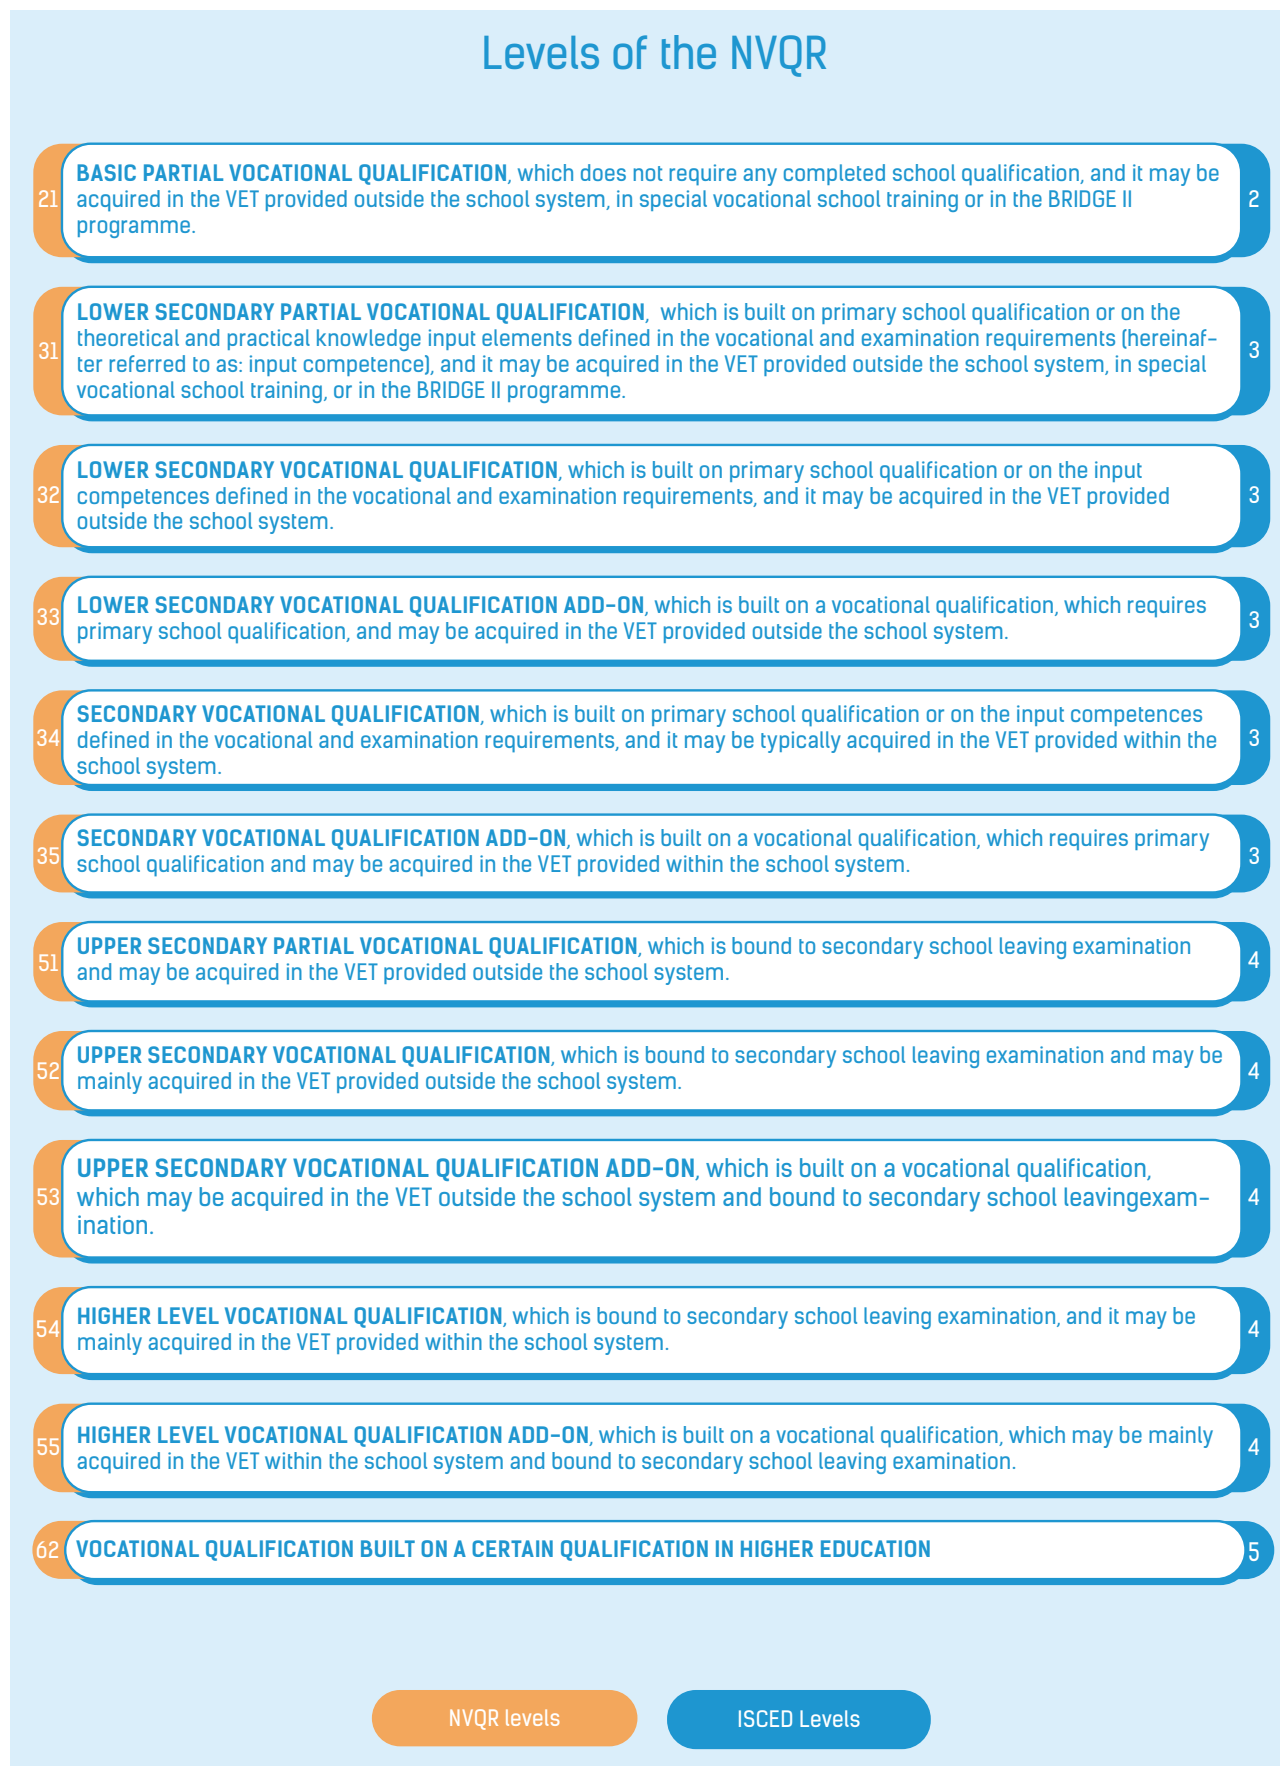 Levels of the NVQR
21
BASIC PARTIAL VOCATIONAL QUALIFICATION, which does not require any completed school qualification, and it may be
acquired in the VET provided outside the school system, in special vocational school training or in the BRIDGE II
programme.
2
31
LOWER SECONDARY PARTIAL VOCATIONAL QUALIFICATION, which is built on primary school qualification or on the
theoretical and practical knowledge input elements defined in the vocational and examination requirements (hereinaf-
ter referred to as: input competence), and it may be acquired in the VET provided outside the school system, in special
vocational school training, or in the BRIDGE II programme.
3
32
LOWER SECONDARY VOCATIONAL QUALIFICATION, which is built on primary school qualification or on the input
competences defined in the vocational and examination requirements, and it may be acquired in the VET provided
outside the school system.
3
33
LOWER SECONDARY VOCATIONAL QUALIFICATION ADD-ON, which is built on a vocational qualification, which requires
primary school qualification, and may be acquired in the VET provided outside the school system.
3
34
SECONDARY VOCATIONAL QUALIFICATION, which is built on primary school qualification or on the input competences
defined in the vocational and examination requirements, and it may be typically acquired in the VET provided within the
school system.
3
35
SECONDARY VOCATIONAL QUALIFICATION ADD-ON, which is built on a vocational qualification, which requires primary
school qualification and may be acquired in the VET provided within the school system.
3
51
UPPER SECONDARY PARTIAL VOCATIONAL QUALIFICATION, which is bound to secondary school leaving examination
and may be acquired in the VET provided outside the school system.
4
52
UPPER SECONDARY VOCATIONAL QUALIFICATION, which is bound to secondary school leaving examination and may be
mainly acquired in the VET provided outside the school system.
4
53
UPPER SECONDARY VOCATIONAL QUALIFICATION ADD-ON, which is built on a vocational qualification,
which may be acquired in the VET outside the school system and bound to secondary school leavingexam-
ination.
4
54
HIGHER LEVEL VOCATIONAL QUALIFICATION, which is bound to secondary school leaving examination, and it may be
mainly acquired in the VET provided within the school system.
4
55
HIGHER LEVEL VOCATIONAL QUALIFICATION ADD-ON, which is built on a vocational qualification, which may be mainly
acquired in the VET within the school system and bound to secondary school leaving examination.
4
62
VOCATIONAL QUALIFICATION BUILT ON A CERTAIN QUALIFICATION IN HIGHER EDUCATION
5
NVQR levels
ISCED Levels